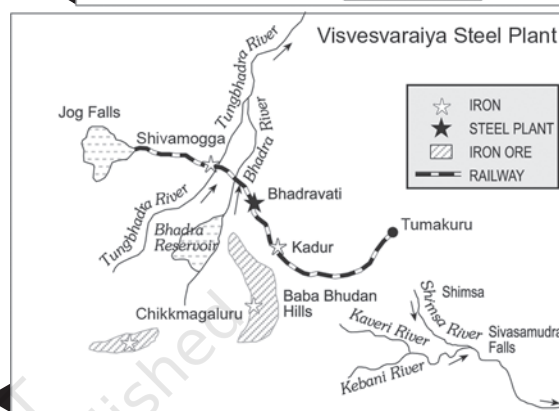 Visvesvaraiya Steel Plant
IRON
STEEL PLANT
IRON ORE
RAILWAY
Tungbhadra River
Jog Falls
Shivamogga
Bhadra River
Bhadravati
Tungbhadra River
Bhadra
Reservoir
Tumakuru
Kadur
Chikkmagaluru
Baba Bhudan
Hills
Shimsa
Shimsa River
Kaveri River
Sivasamudra
Falls
Kebani River